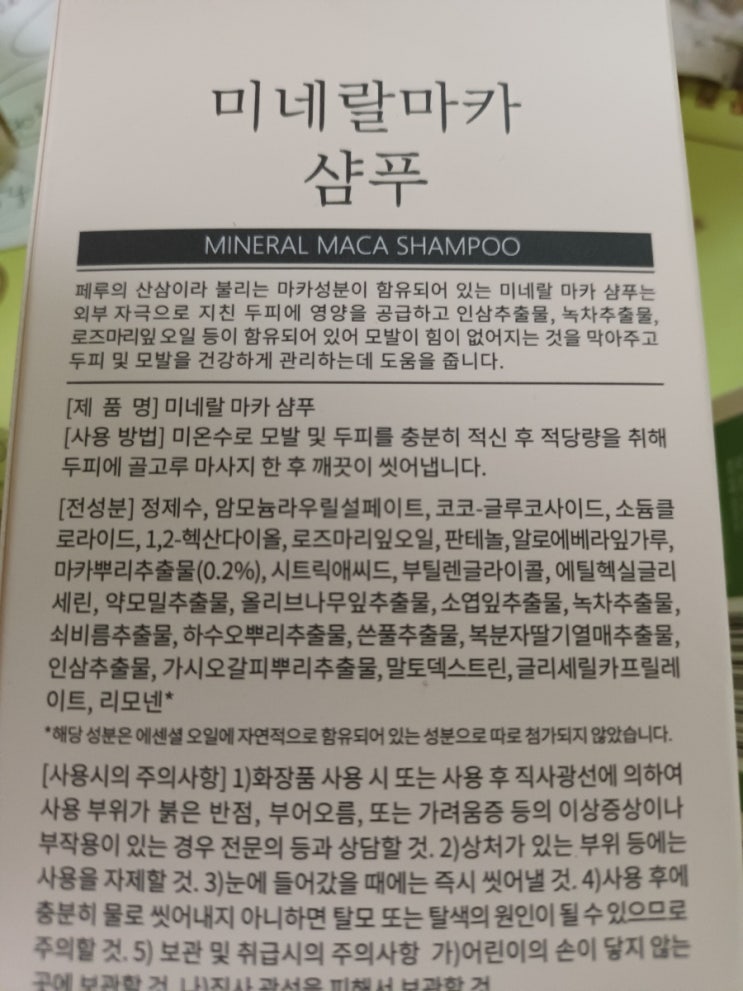 미네랄마카
샴푸
MINERAL MACA SHAMPOO
페루의 산삼이라 불리는 마카성분이 함유되어 있는 미네랄 마카 샴푸는
외부 자극으로 지친 두피에 영양을 공급하고 인삼추출물, 녹차추출물,
로즈마리잎 오일 등이 함유되어 있어 모발이 힘이 없어지는 것을 막아주고
두피 및 모발을 건강하게 관리하는데 도움을 줍니다.
[제 품 명] 미네랄 마카 샴푸
[사용 방법] 미온수로 모발 및 두피를 충분히 적신 후 적당량을 취해
두피에 골고루 마사지 한 후 깨끗이 씻어냅니다.
[전성분] 정제수, 암모늄라우릴설페이트, 코코-글루코사이드, 소듐클
로라이드, 1,2-헥산다이올, 로즈마리잎오일, 판테놀, 알로에베라잎가루,
마카뿌리추출물(0.2%), 시트릭애씨드, 부틸렌글라이콜, 에틸헥실글리
세린, 약모밀추출물, 올리브나무잎추출물, 소엽잎추출물, 녹차추출물,
쇠비름추출물, 하수오뿌리추출물, 쓴풀추출물, 복분자딸기열매추출물,
인삼추출물, 가시오갈피뿌리추출물, 말토덱스트린, 글리세릴카프릴레
이트, 리모넨*
*해당 성분은 에센셜 오일에 자연적으로 함유되어 있는 성분으로 따로 첨가되지 않았습니다.
[사용시의 주의사항] 1)화장품 사용 시 또는 사용 후 직사광선에 의하여
사용 부위가 붉은 반점, 부어오름, 또는 가려움증 등의 이상증상이나
부작용이 있는 경우 전문의 등과 상담할 것. 2)상처가 있는 부위 등에는
사용을 자제할 것. 3)눈에 들어갔을 때에는 즉시 씻어낼 것. 4)사용 후에
충분히 물로 씻어내지 아니하면 탈모 또는 탈색의 원인이 될 수 있으므로
주의할 것. 5) 보관 및 취급시의 주의사항 가)어린이의 손이 닿지 않는
곳에 보관할 것 나)직사 광선을 피해서 보관할 것